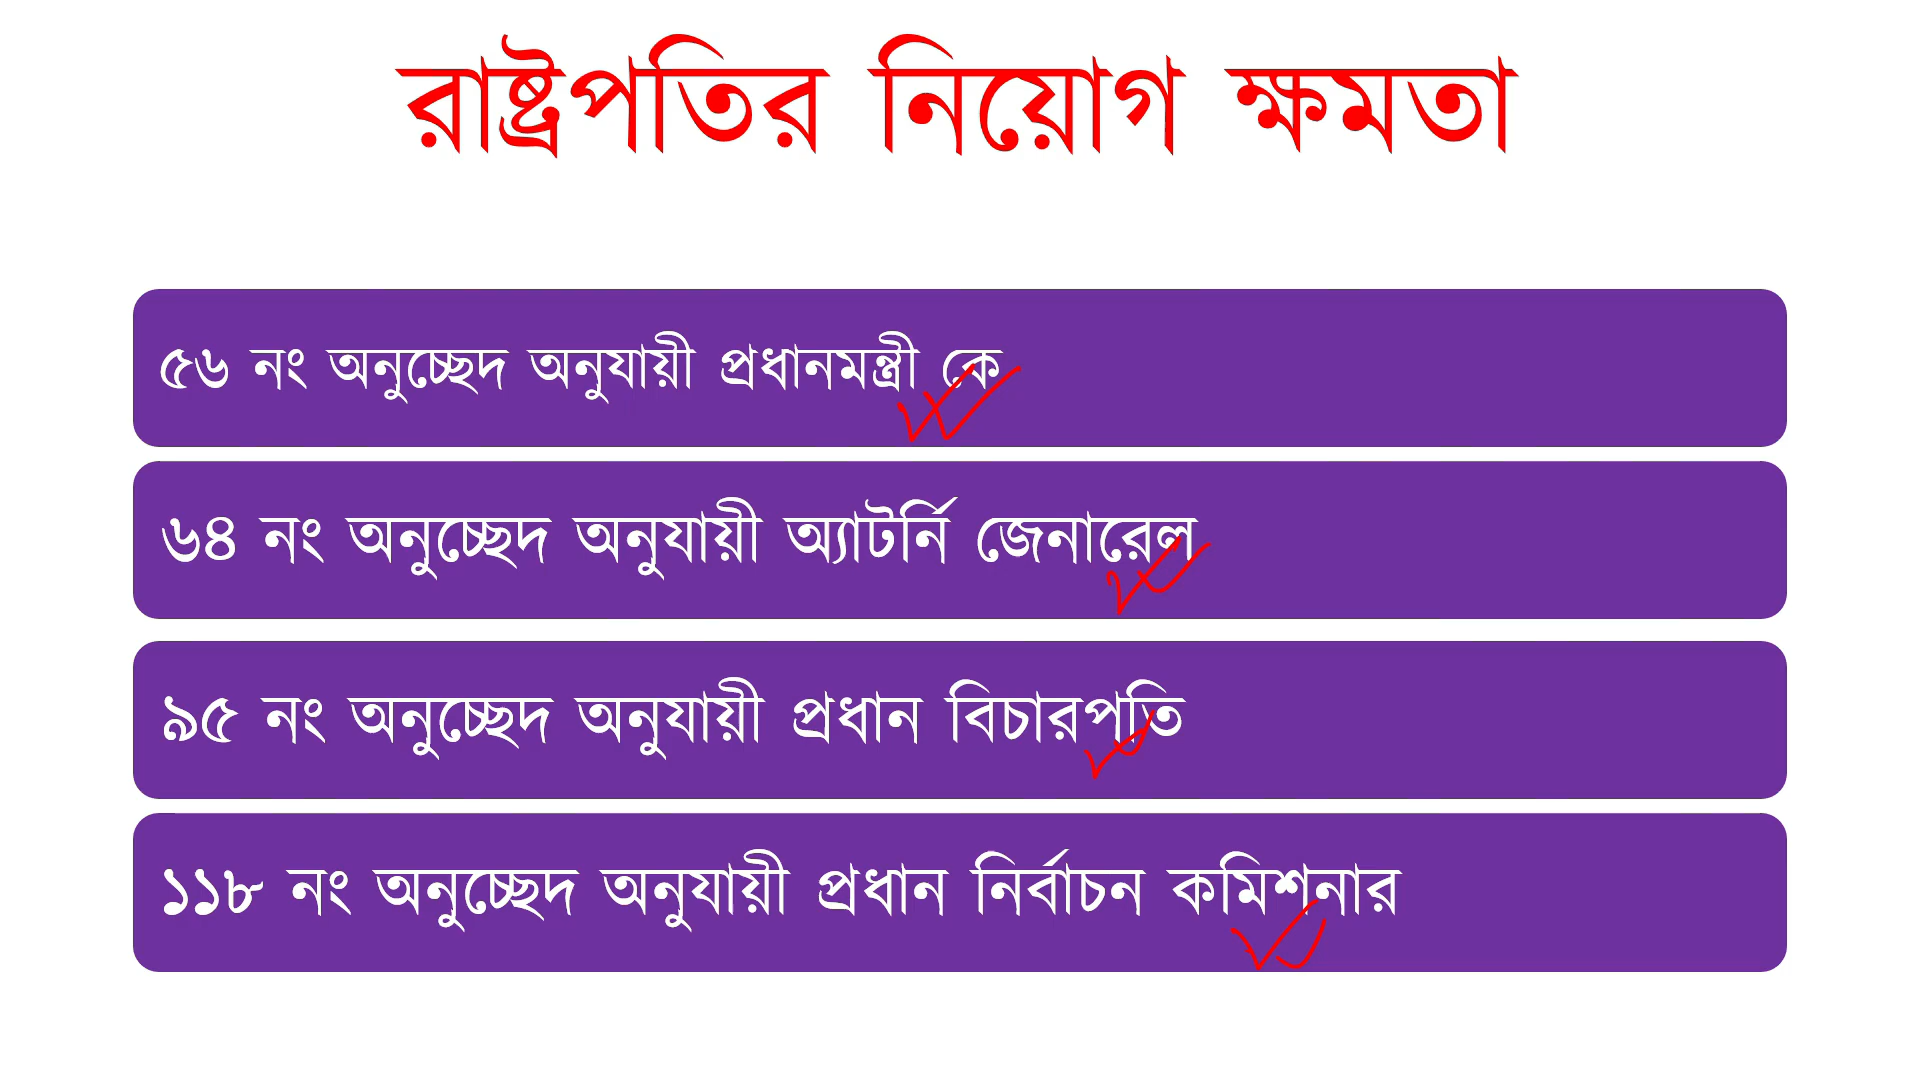 রাষ্ট্রপতির নিয়োগ ক্ষমতা
৫৬ নং অনুচ্ছেদ অনুযায়ী প্রধানমন্ত্রী কে
৬৪ নং অনুচ্ছেদ অনুযায়ী অ্যাটর্নি জেনারেল
৯৫ নং অনুচ্ছেদ অনুযায়ী প্রধান বিচারপতি
১১৮ নং অনুচ্ছেদ অনুযায়ী প্রধান নির্বাচন কমিশনার